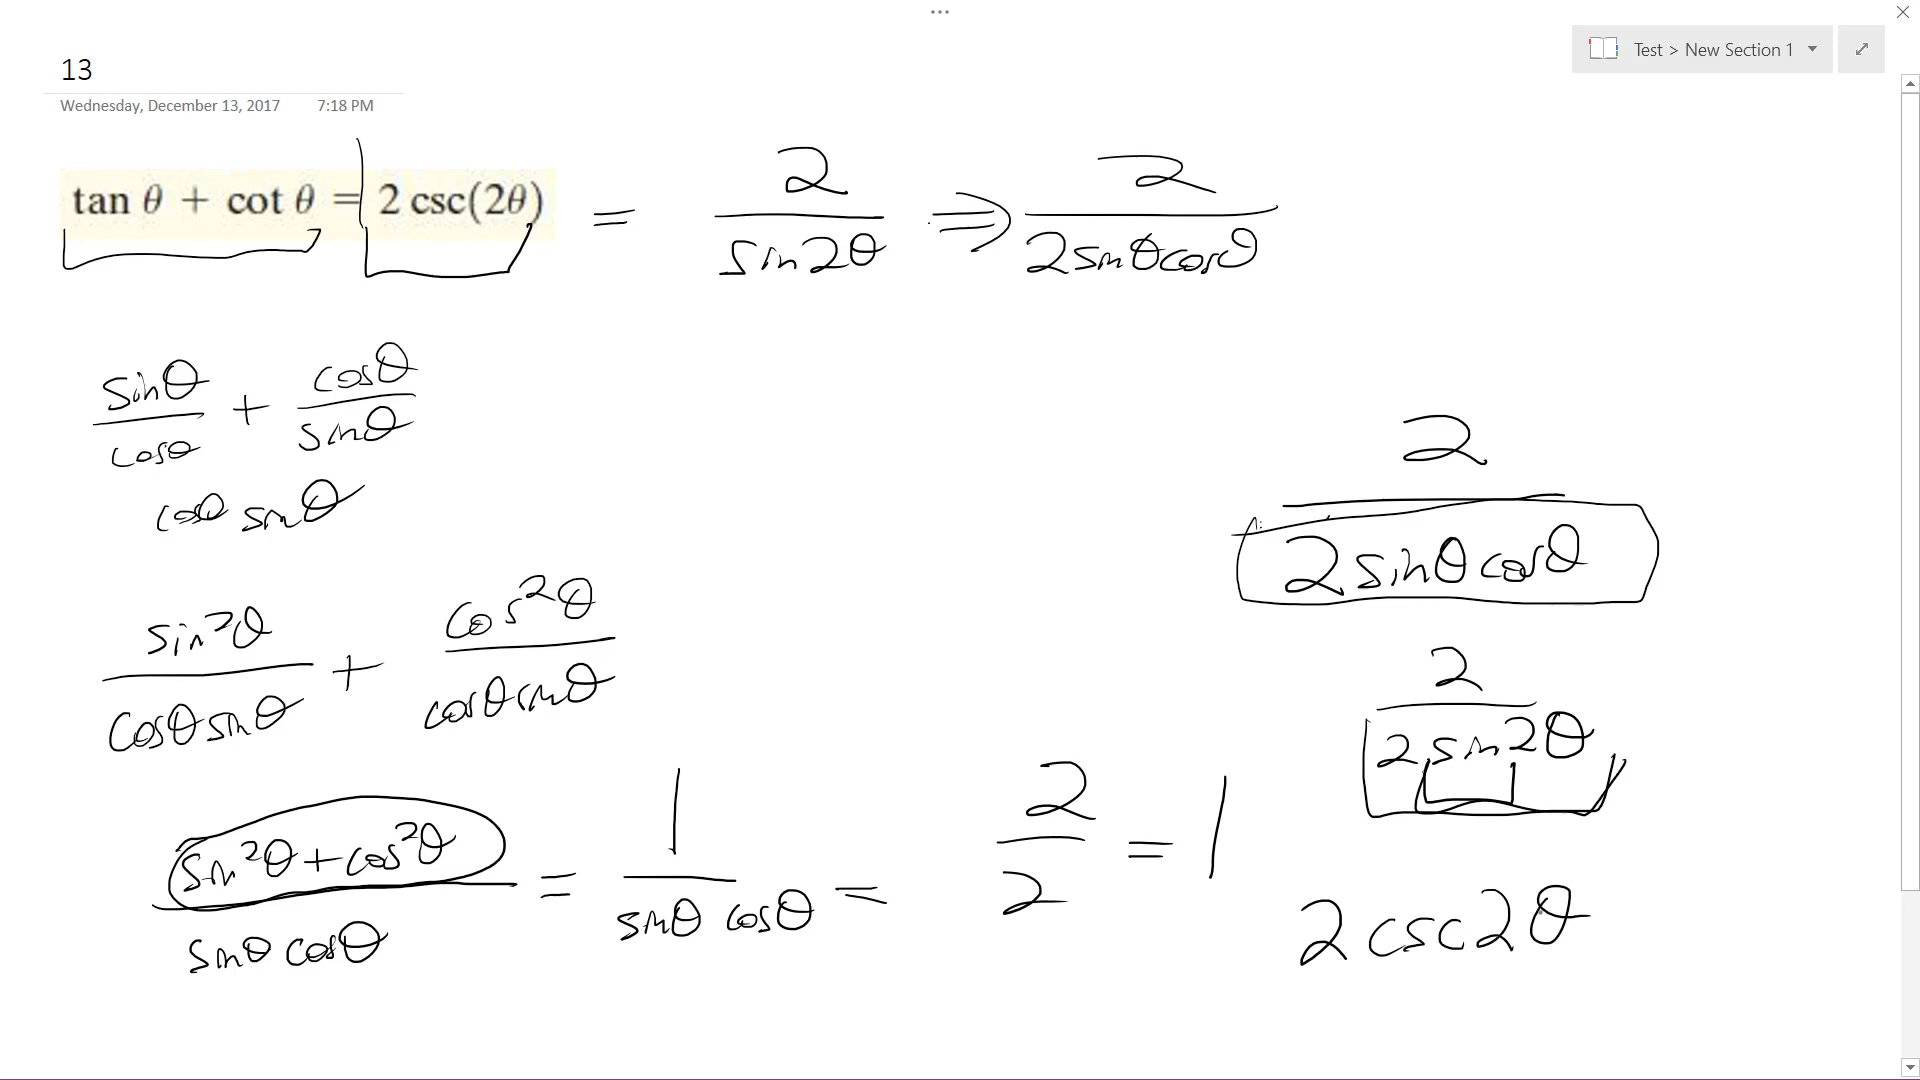 Test > New Section 1
13
Wednesday, December 13, 2017 7:18 PM
tan θ + cot θ = 2 csc(2θ) = 2/sin2θ ⇒ 2/2sinθcosθ
sinθ/cosθ + cosθ/sinθ
cosθ sinθ
2/2sinθcosθ
sin²θ/cosθsinθ + cos²θ/cosθsinθ
2/2sin2θ
sin²θ+cos²θ/sinθcosθ = 1/sinθ cosθ = 2/2 = 1
2csc2θ